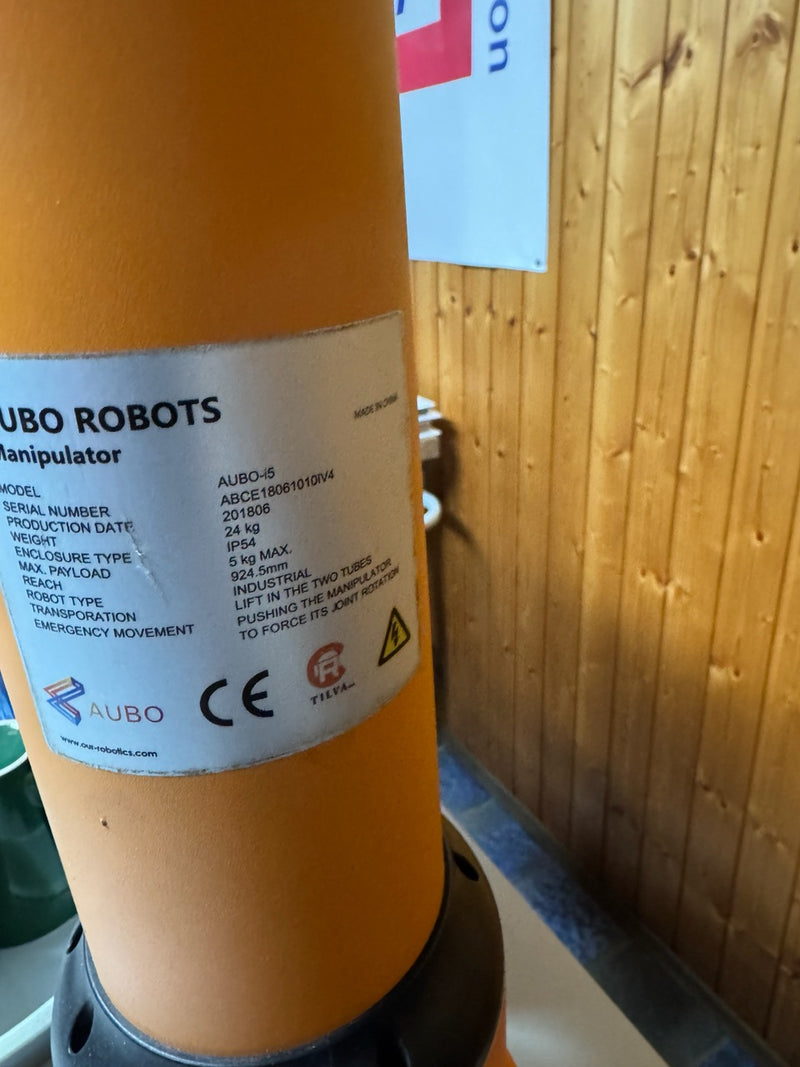 on
UBO ROBOTS
MADE IN CHINA
Manipulator
MODEL AUBO-i5
SERIAL NUMBER ABCE18061010IV4
PRODUCTION DATE 201806
WEIGHT 24 kg
ENCLOSURE TYPE IP54
MAX. PAYLOAD 5 kg MAX.
REACH 924.5mm
ROBOT TYPE INDUSTRIAL
TRANSPORATION LIFT IN THE TWO TUBES
EMERGENCY MOVEMENT PUSHING THE MANIPULATOR
TO FORCE ITS JOINT ROTATION
AUBO
CE
CR
TILVA
www.our-robotics.com